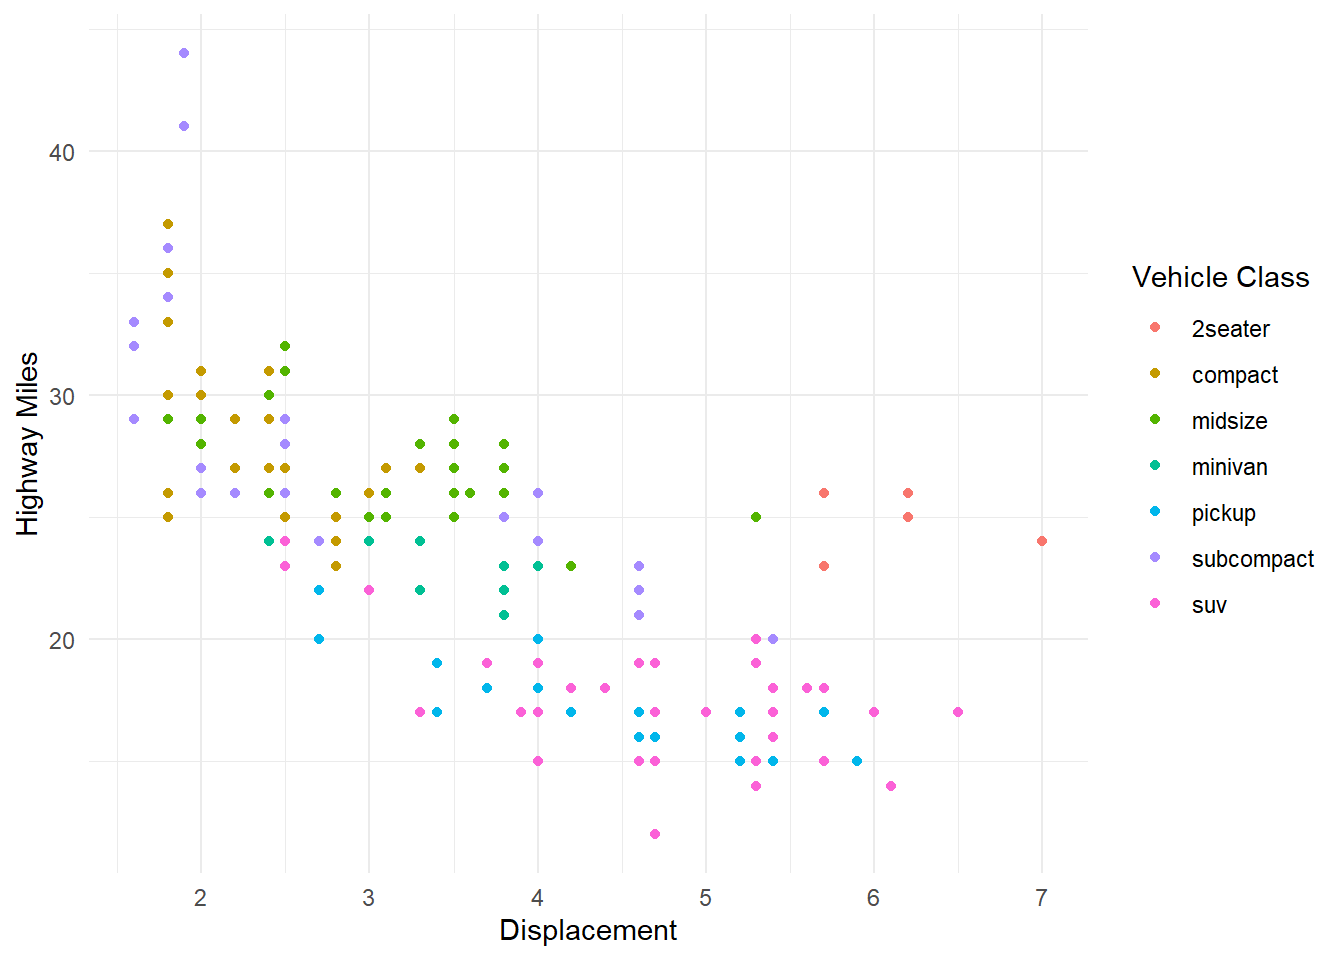 40
30
20
Highway Miles
2 3 4 5 6 7
Displacement
Vehicle Class
2seater
compact
midsize
minivan
pickup
subcompact
suv